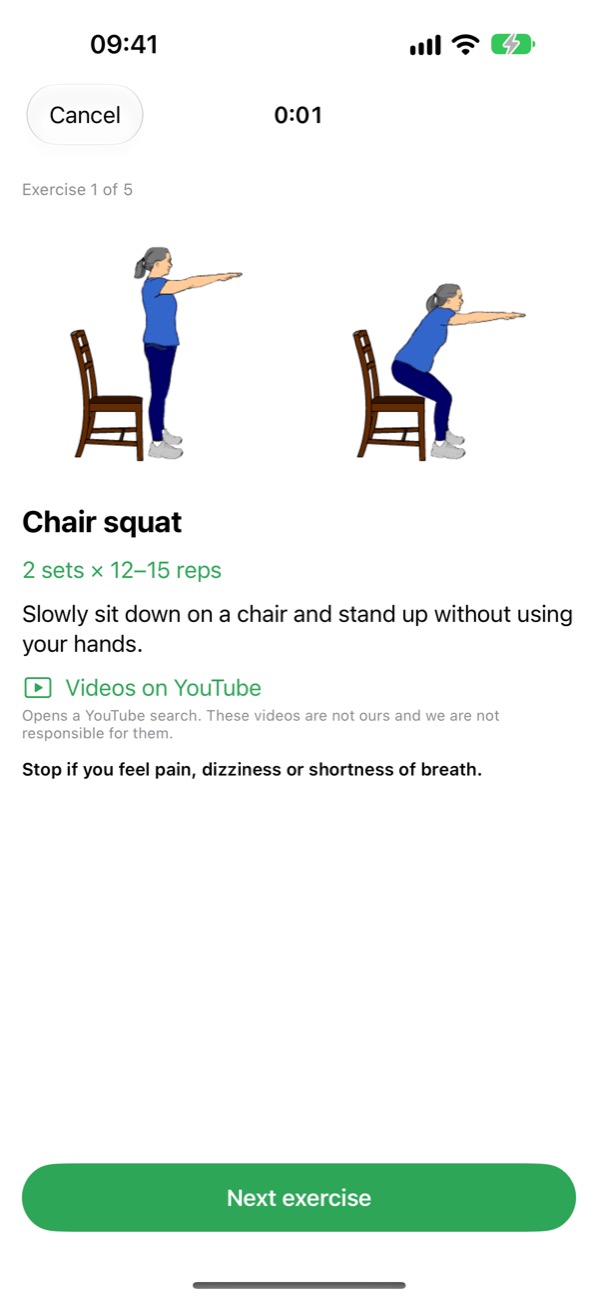 09:41
Cancel
0:01
Exercise 1 of 5
Chair squat
2 sets × 12–15 reps
Slowly sit down on a chair and stand up without using
your hands.
Videos on YouTube
Opens a YouTube search. These videos are not ours and we are not
responsible for them.
Stop if you feel pain, dizziness or shortness of breath.
Next exercise